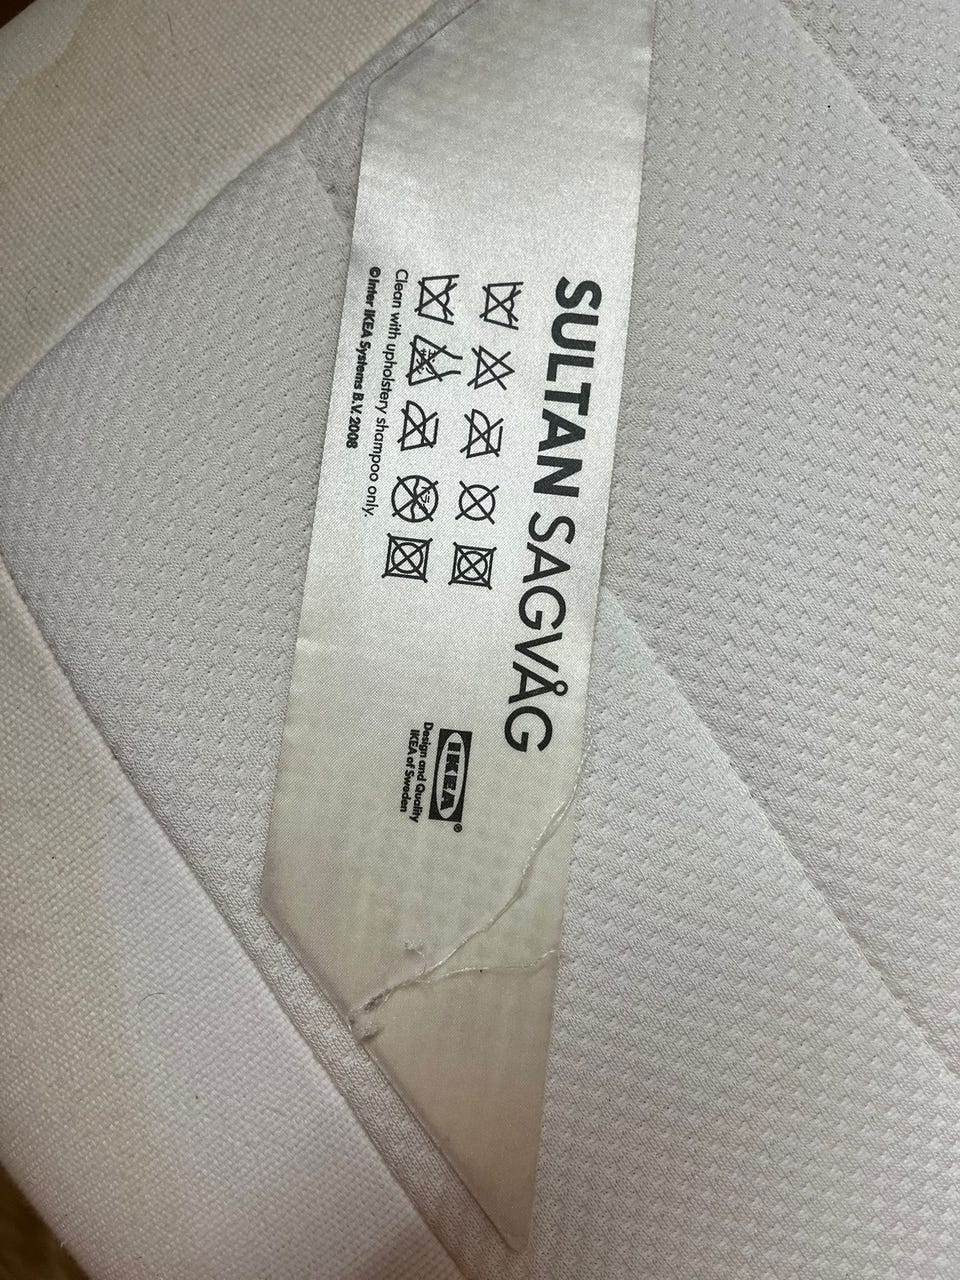 SULTAN SAGVÅG
Clean with upholstery shampoo only.
©Inter IKEA Systems B.V. 2008
IKEA®
Design and Quality
IKEA of Sweden